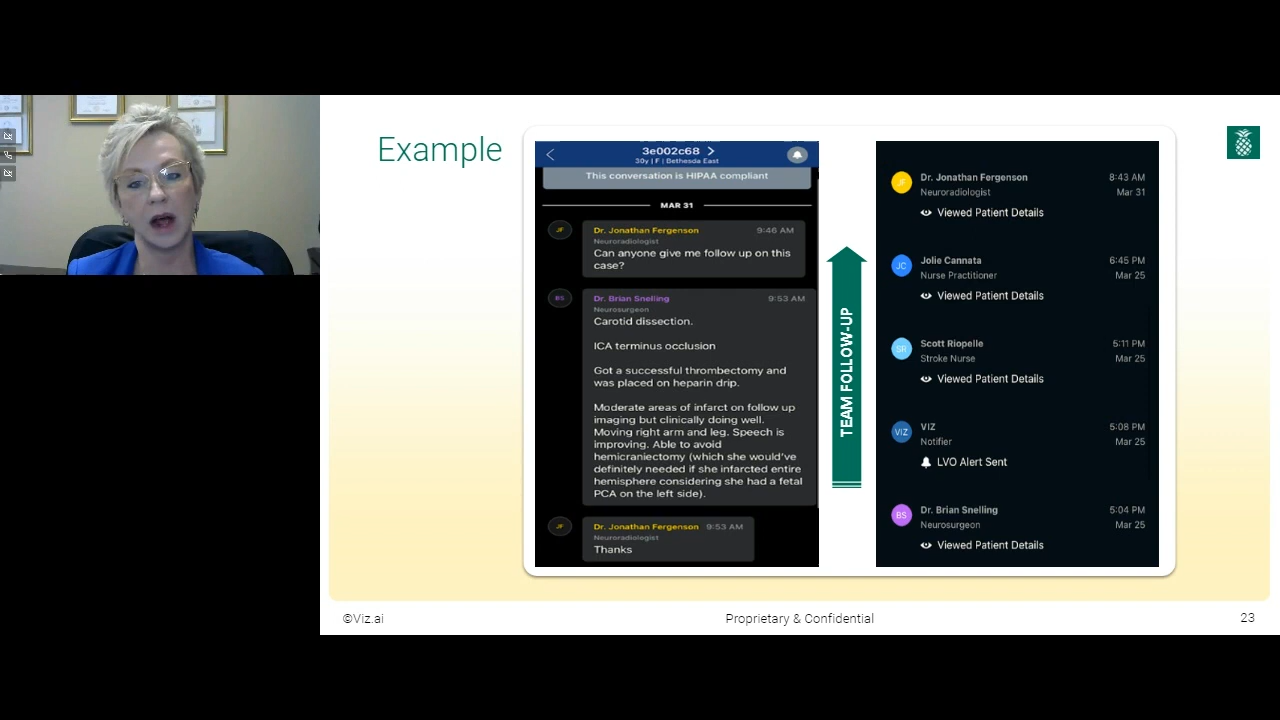 Example
3e002c68 >
30y | F | Bethesda East
This conversation is HIPAA compliant
MAR 31
JF
Dr. Jonathan Fergenson 9:46 AM
Neuroradiologist
Can anyone give me follow up on this
case?
BS
Dr. Brian Snelling 9:53 AM
Neurosurgeon
Carotid dissection.
ICA terminus occlusion
Got a successful thrombectomy and
was placed on heparin drip.
Moderate areas of infarct on follow up
imaging but clinically doing well.
Moving right arm and leg. Speech is
improving. Able to avoid
hemicraniectomy (which she would've
definitely needed if she infarcted entire
hemisphere considering she had a fetal
PCA on the left side).
JF
Dr. Jonathan Fergenson 9:53 AM
Neuroradiologist
Thanks
TEAM FOLLOW-UP
JF
Dr. Jonathan Fergenson 8:43 AM
Neuroradiologist Mar 31
Viewed Patient Details
JC
Jolie Cannata 6:45 PM
Nurse Practitioner Mar 25
Viewed Patient Details
SR
Scott Riopelle 5:11 PM
Stroke Nurse Mar 25
Viewed Patient Details
VIZ
VIZ 5:08 PM
Notifier Mar 25
LVO Alert Sent
BS
Dr. Brian Snelling 5:04 PM
Neurosurgeon Mar 25
Viewed Patient Details
©Viz.ai
Proprietary & Confidential
23